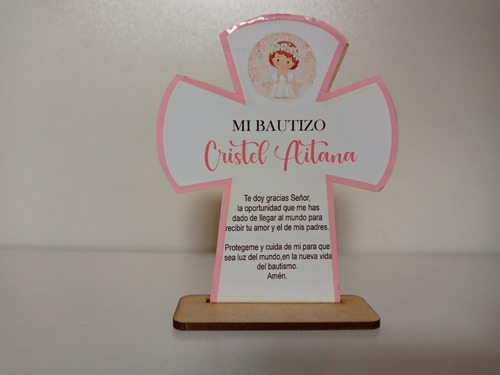 MI BAUTIZO
Cristel Aitana
Te doy gracias Señor,
la oportunidad que me has
dado de llegar al mundo para
recibir tu amor y el de mis padres.
Protegeme y cuida de mi para que
sea luz del mundo,en la nueva vida
del bautismo.
Amén.